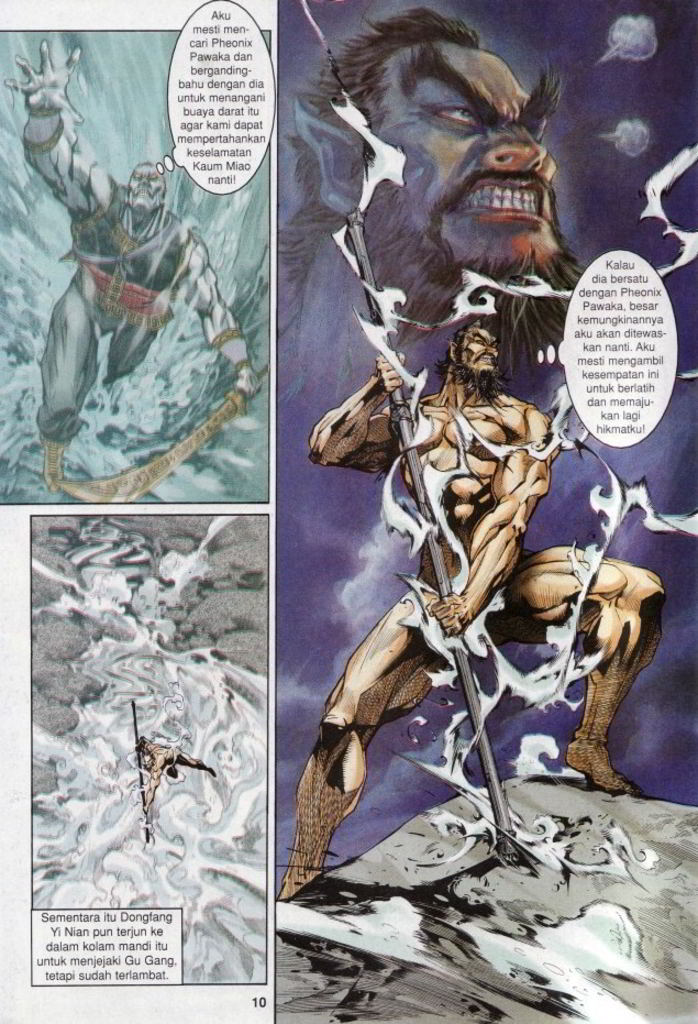 Aku
mesti men-
cari Pheonix
Pawaka dan
berganding-
bahu dengan dia
untuk menangani
buaya darat itu
agar kami dapat
mempertahankan
keselamatan
Kaum Miao
nanti!
Kalau
dia bersatu
dengan Pheonix
Pawaka, besar
kemungkinannya
aku akan ditewas-
kan nanti. Aku
mesti mengambil
kesempatan ini
untuk berlatih
dan memaju-
kan lagi
hikmatku!
Sementara itu Dongfang
Yi Nian pun terjun ke
dalam kolam mandi itu
untuk menjejaki Gu Gang,
tetapi sudah terlambat.
10